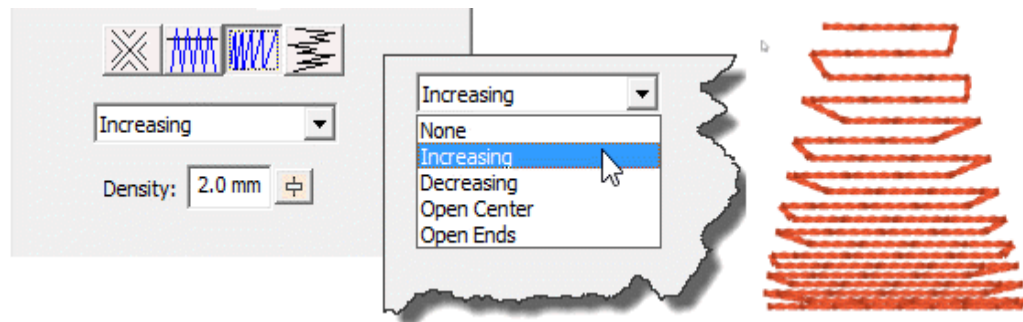 Increasing
Density: 2.0 mm
Increasing
None
Increasing
Decreasing
Open Center
Open Ends